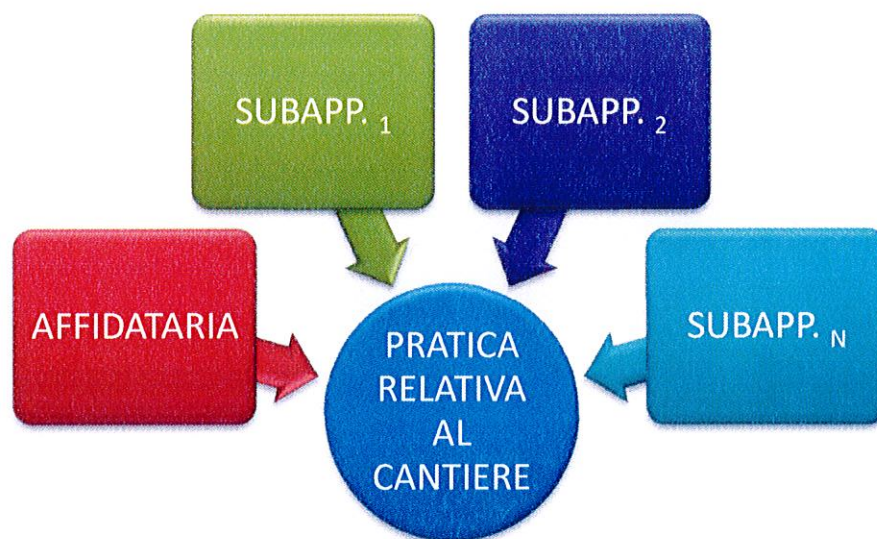 SUBAPP. 1
SUBAPP. 2
AFFIDATARIA
SUBAPP. N
PRATICA
RELATIVA
AL
CANTIERE